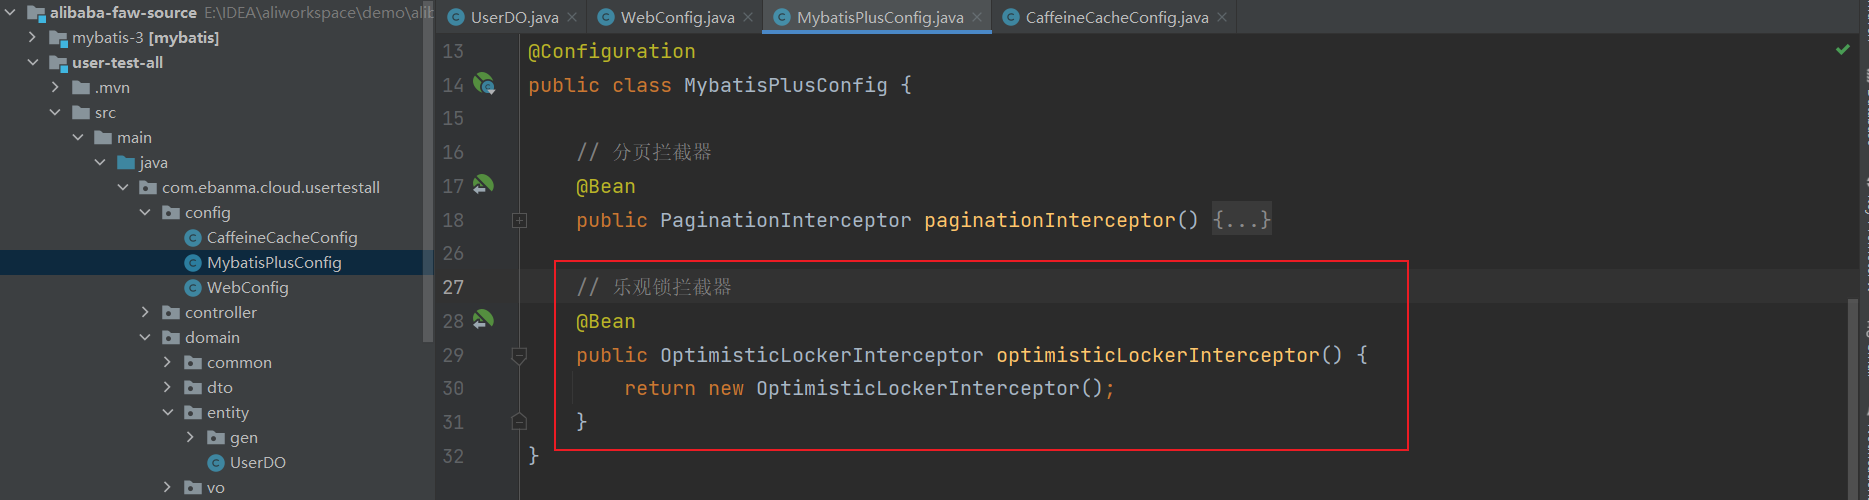 alibaba-faw-source E:\IDEA\aliworkspace\demo\alib
mybatis-3 [mybatis]
user-test-all
.mvn
src
main
java
com.ebanma.cloud.usertestall
config
CaffeineCacheConfig
MybatisPlusConfig
WebConfig
controller
domain
common
dto
entity
gen
UserDO
vo
UserDO.java WebConfig.java MybatisPlusConfig.java CaffeineCacheConfig.java
13 @Configuration
14 public class MybatisPlusConfig {
15
16 // 分页拦截器
17 @Bean
18 public PaginationInterceptor paginationInterceptor() {...}
26
27 // 乐观锁拦截器
28 @Bean
29 public OptimisticLockerInterceptor optimisticLockerInterceptor() {
30 return new OptimisticLockerInterceptor();
31 }
32 }